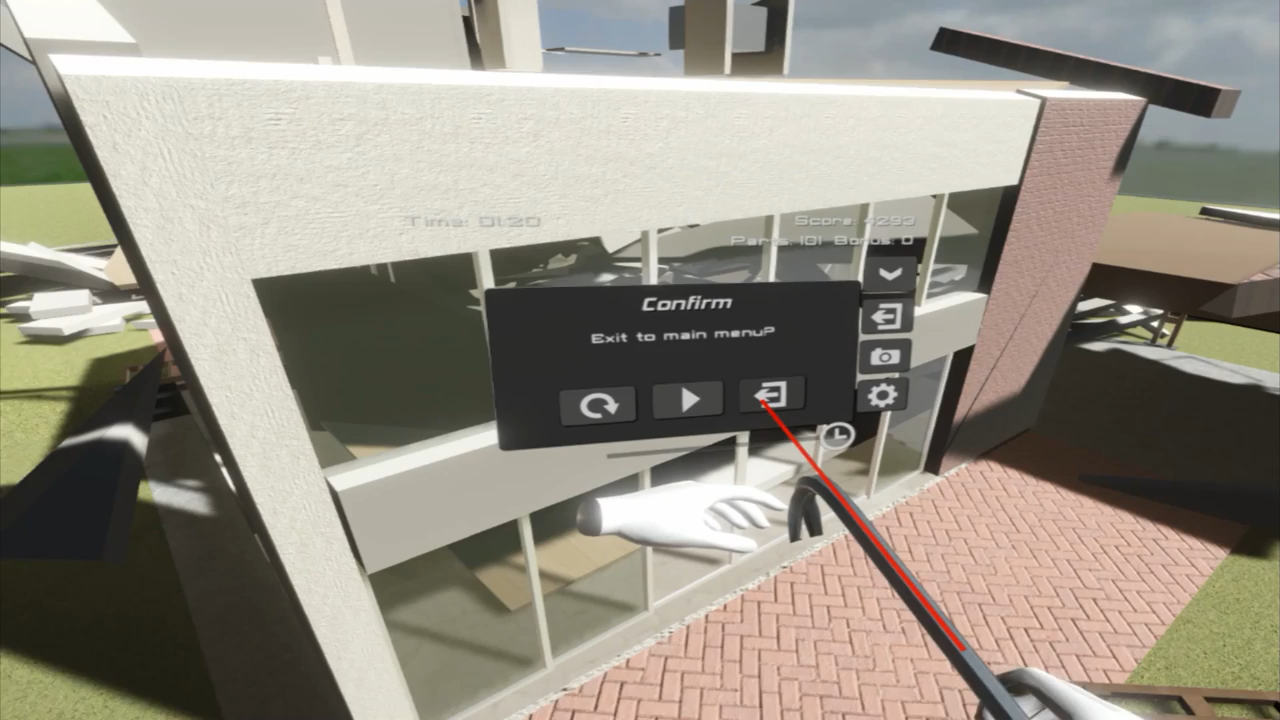 Time: 01:20
Score: 4293
Parts: 101 Bonus: 0
Confirm
Exit to main menu?